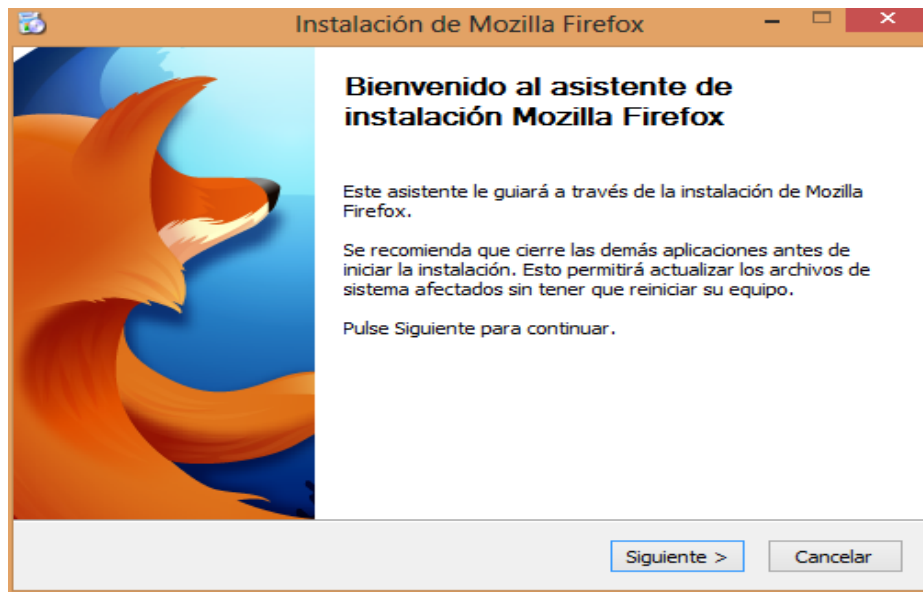 Instalación de Mozilla Firefox
Bienvenido al asistente de
instalación Mozilla Firefox
Este asistente le guiará a través de la instalación de Mozilla
Firefox.
Se recomienda que cierre las demás aplicaciones antes de
iniciar la instalación. Esto permitirá actualizar los archivos de
sistema afectados sin tener que reiniciar su equipo.
Pulse Siguiente para continuar.
Siguiente >
Cancelar